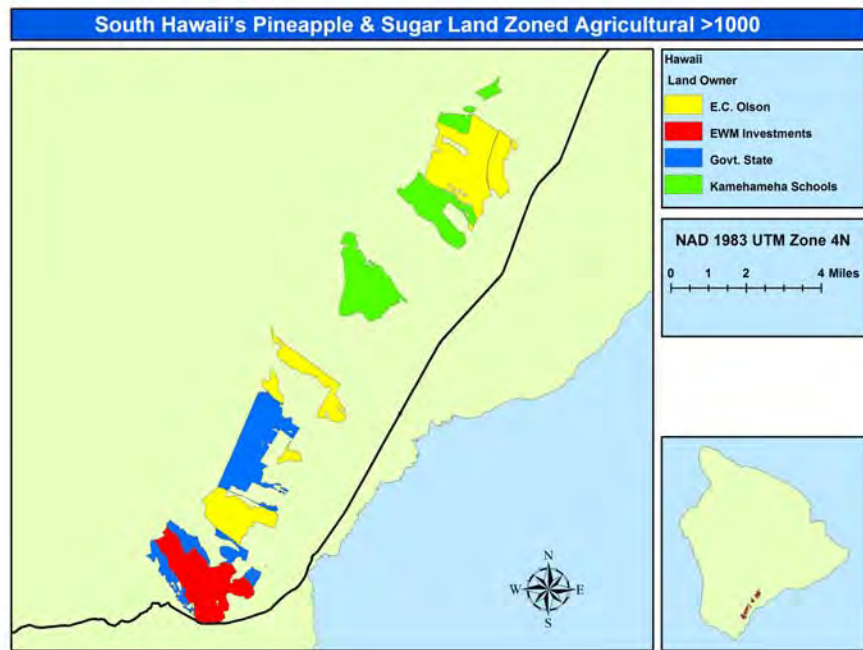 South Hawaii's Pineapple & Sugar Land Zoned Agricultural >1000
Hawaii
Land Owner
E.C. Olson
EWM Investments
Govt. State
Kamehameha Schools
NAD 1983 UTM Zone 4N
0 1 2 4 Miles
N
W E
S